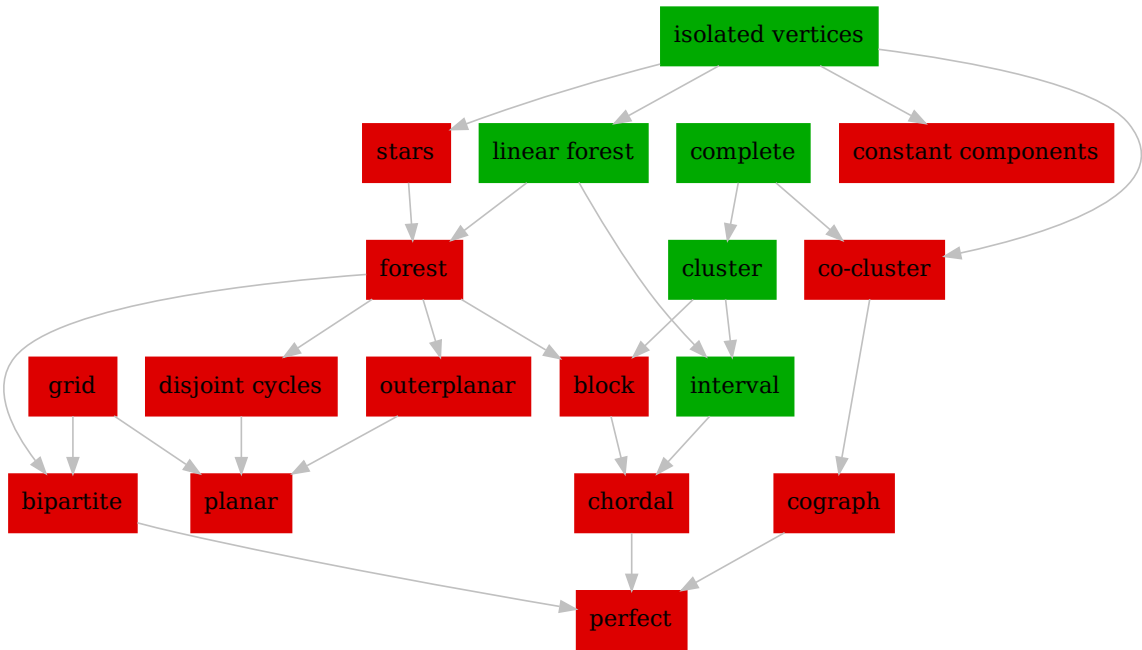 isolated vertices
stars
linear forest
complete
constant components
forest
cluster
co-cluster
grid
disjoint cycles
outerplanar
block
interval
bipartite
planar
chordal
cograph
perfect